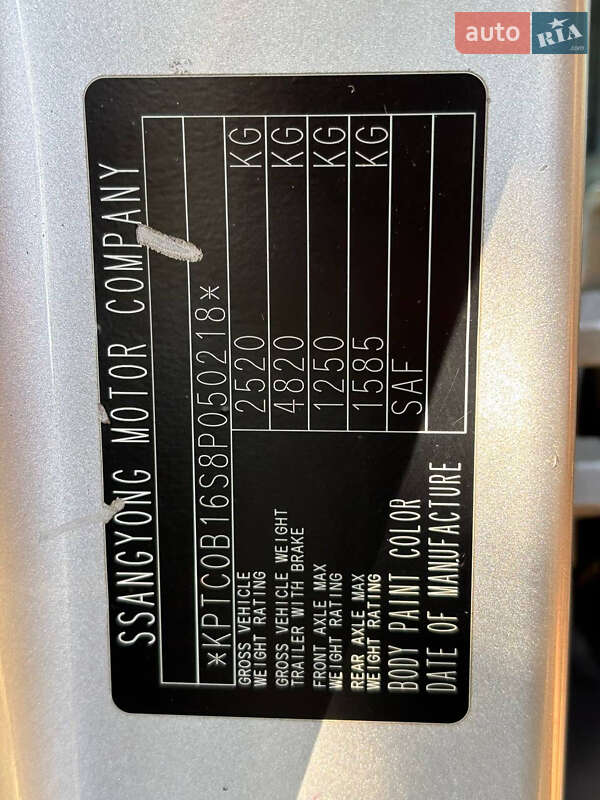 auto RIA.com
SSANGYONG MOTOR COMPANY
*KPTC0B16S8P050218*
GROSS VEHICLE WEIGHT RATING 2520 KG
GROSS VEHICLE WEIGHT TRAILER WITH BRAKE 4820 KG
FRONT AXLE MAX WEIGHT RATING 1250 KG
REAR AXLE MAX WEIGHT RATING 1585 KG
BODY PAINT COLOR SAF
DATE OF MANUFACTURE